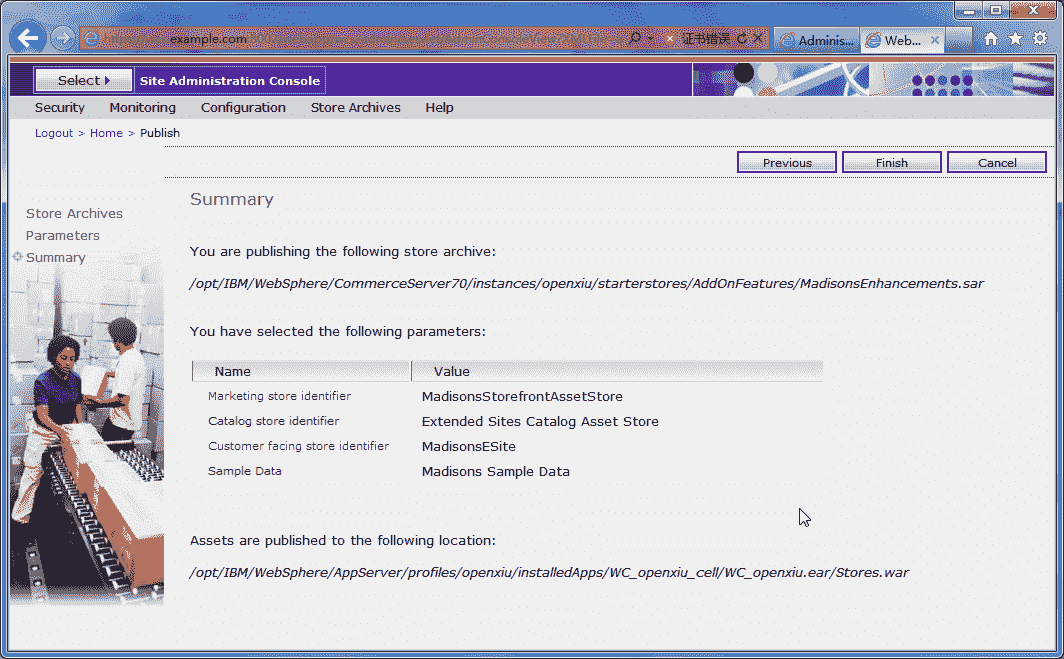 example.com
证书错误
Adminis...
Web...
Select
Site Administration Console
Security Monitoring Configuration Store Archives Help
Logout > Home > Publish
Previous Finish Cancel
Store Archives
Parameters
Summary
Summary
You are publishing the following store archive:
/opt/IBM/WebSphere/CommerceServer70/instances/openxiu/starterstores/AddOnFeatures/MadisonsEnhancements.sar
You have selected the following parameters:
Name Value
Marketing store identifier MadisonsStorefrontAssetStore
Catalog store identifier Extended Sites Catalog Asset Store
Customer facing store identifier MadisonsESite
Sample Data Madisons Sample Data
Assets are published to the following location:
/opt/IBM/WebSphere/AppServer/profiles/openxiu/installedApps/WC_openxiu_cell/WC_openxiu.ear/Stores.war